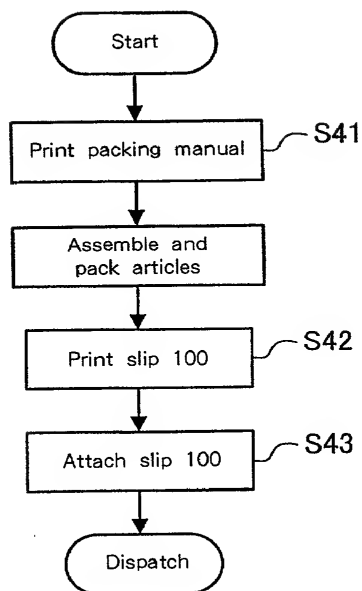 Start
Print packing manual
S41
Assemble and
pack articles
Print slip 100
S42
Attach slip 100
S43
Dispatch